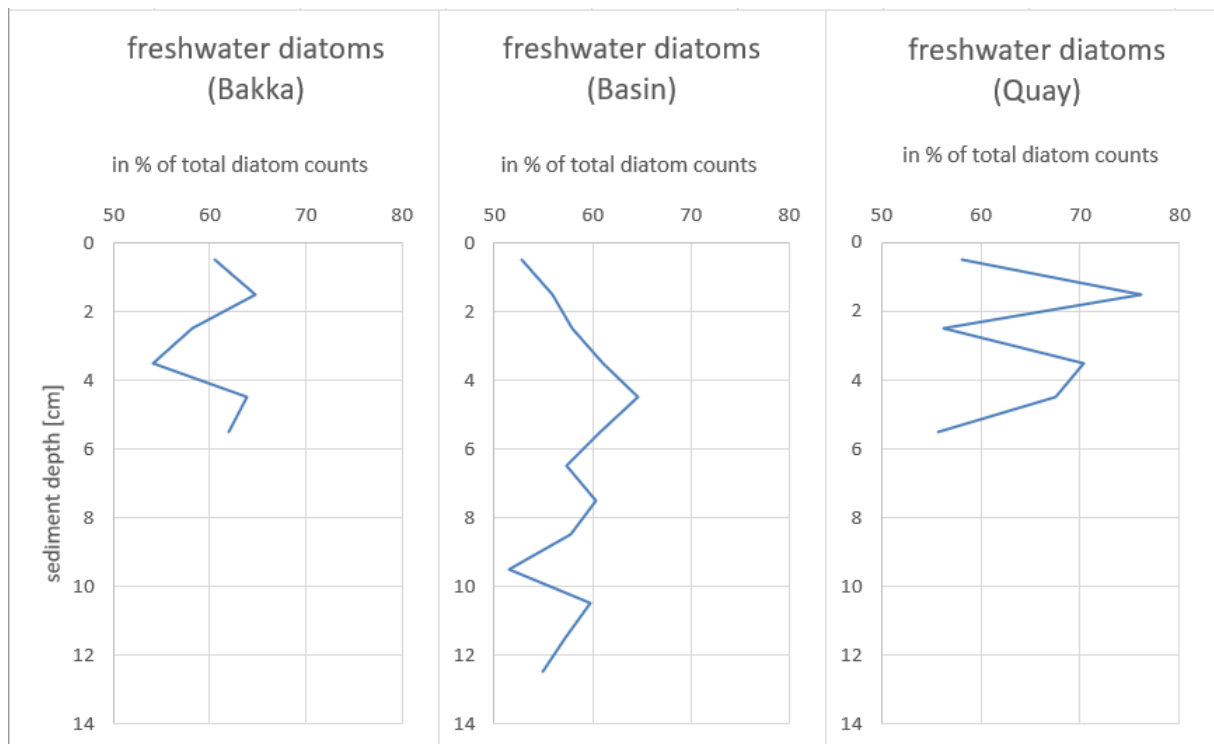 freshwater diatoms
(Bakka)
in % of total diatom counts
50 60 70 80
0
2
4
6
8
10
12
14
sediment depth [cm]
freshwater diatoms
(Basin)
in % of total diatom counts
50 60 70 80
0
2
4
6
8
10
12
14
freshwater diatoms
(Quay)
in % of total diatom counts
50 60 70 80
0
2
4
6
8
10
12
14